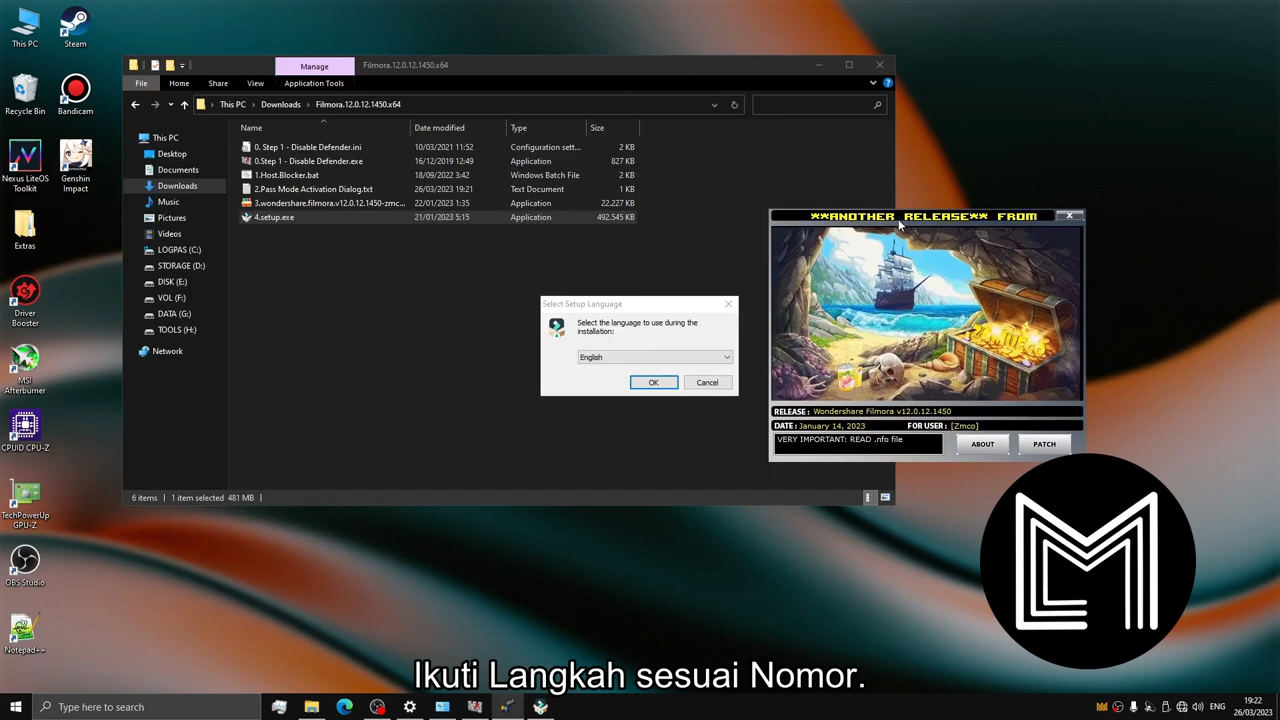 This PC
Steam
Recycle Bin
Bandicam
Nexus LiteOS
Toolkit
Genshin
Impact
Extras
Driver
Booster
MSI
Afterburner
CPUID CPU-Z
TechPowerUp
GPU-Z
OBS Studio
Notepad++
Manage
Filmora.12.0.12.1450.x64
File
Home
Share
View
Application Tools
This PC
Downloads
Filmora.12.0.12.1450.x64
Name
Date modified
Type
Size
This PC
Desktop
Documents
Downloads
Music
Pictures
Videos
LOGPAS (C:)
STORAGE (D:)
DISK (E:)
VOL (F:)
DATA (G:)
TOOLS (H:)
Network
0. Step 1 - Disable Defender.ini 10/03/2021 11:52 Configuration sett... 2 KB
0.Step 1 - Disable Defender.exe 16/12/2019 12:49 Application 827 KB
1.Host.Blocker.bat 18/09/2022 3:42 Windows Batch File 2 KB
2.Pass Mode Activation Dialog.txt 26/03/2023 19:21 Text Document 1 KB
3.wondershare.filmora.v12.0.12.1450-zmc... 22/01/2023 1:35 Application 22.227 KB
4.setup.exe 21/01/2023 5:15 Application 492.545 KB
6 items
1 item selected 481 MB
Select Setup Language
Select the language to use during the
installation:
English
OK
Cancel
**ANOTHER RELEASE** FROM
RELEASE: Wondershare Filmora v12.0.12.1450
DATE: January 14, 2023
FOR USER: [Zmco]
VERY IMPORTANT: READ .nfo file
ABOUT
PATCH
Ikuti Langkah sesuai Nomor.
Type here to search
ENG
19:22
26/03/2023